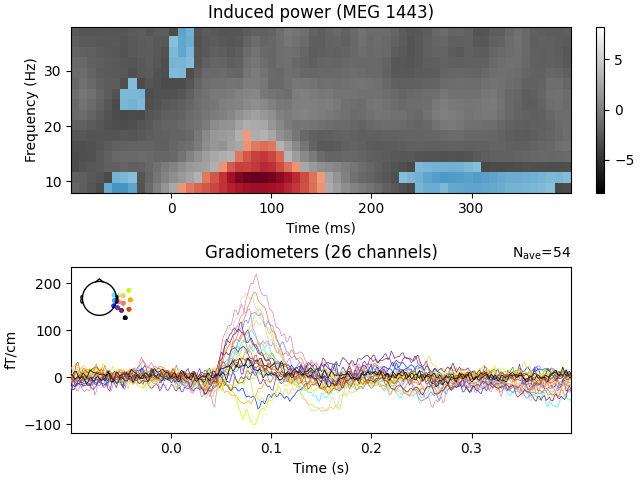 Induced power (MEG 1443)
Frequency (Hz)
30
20
10
0
100
200
300
Time (ms)
5
0
−5
Gradiometers (26 channels)
Nave=54
fT/cm
200
100
0
−100
0.0
0.1
0.2
0.3
Time (s)